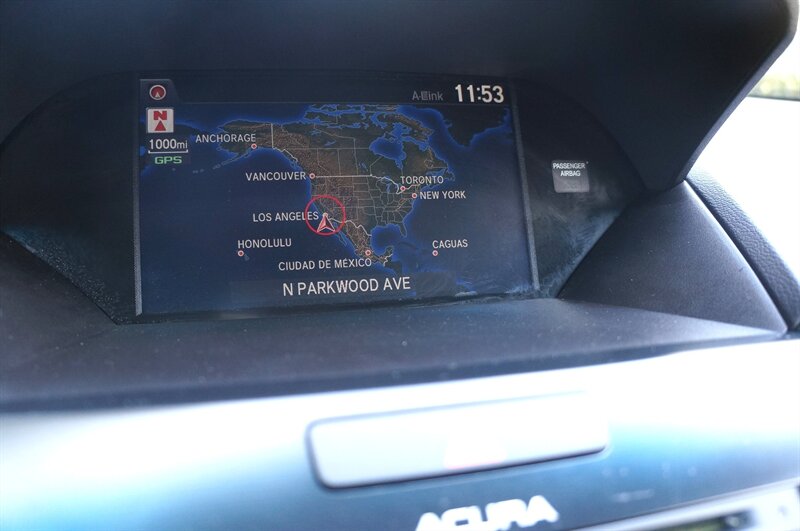 A-Link 11:53
N
1000mi
GPS
ANCHORAGE
VANCOUVER
TORONTO
NEW YORK
LOS ANGELES
HONOLULU
CAGUAS
CIUDAD DE MÉXICO
N PARKWOOD AVE
PASSENGER
AIRBAG
ACURA